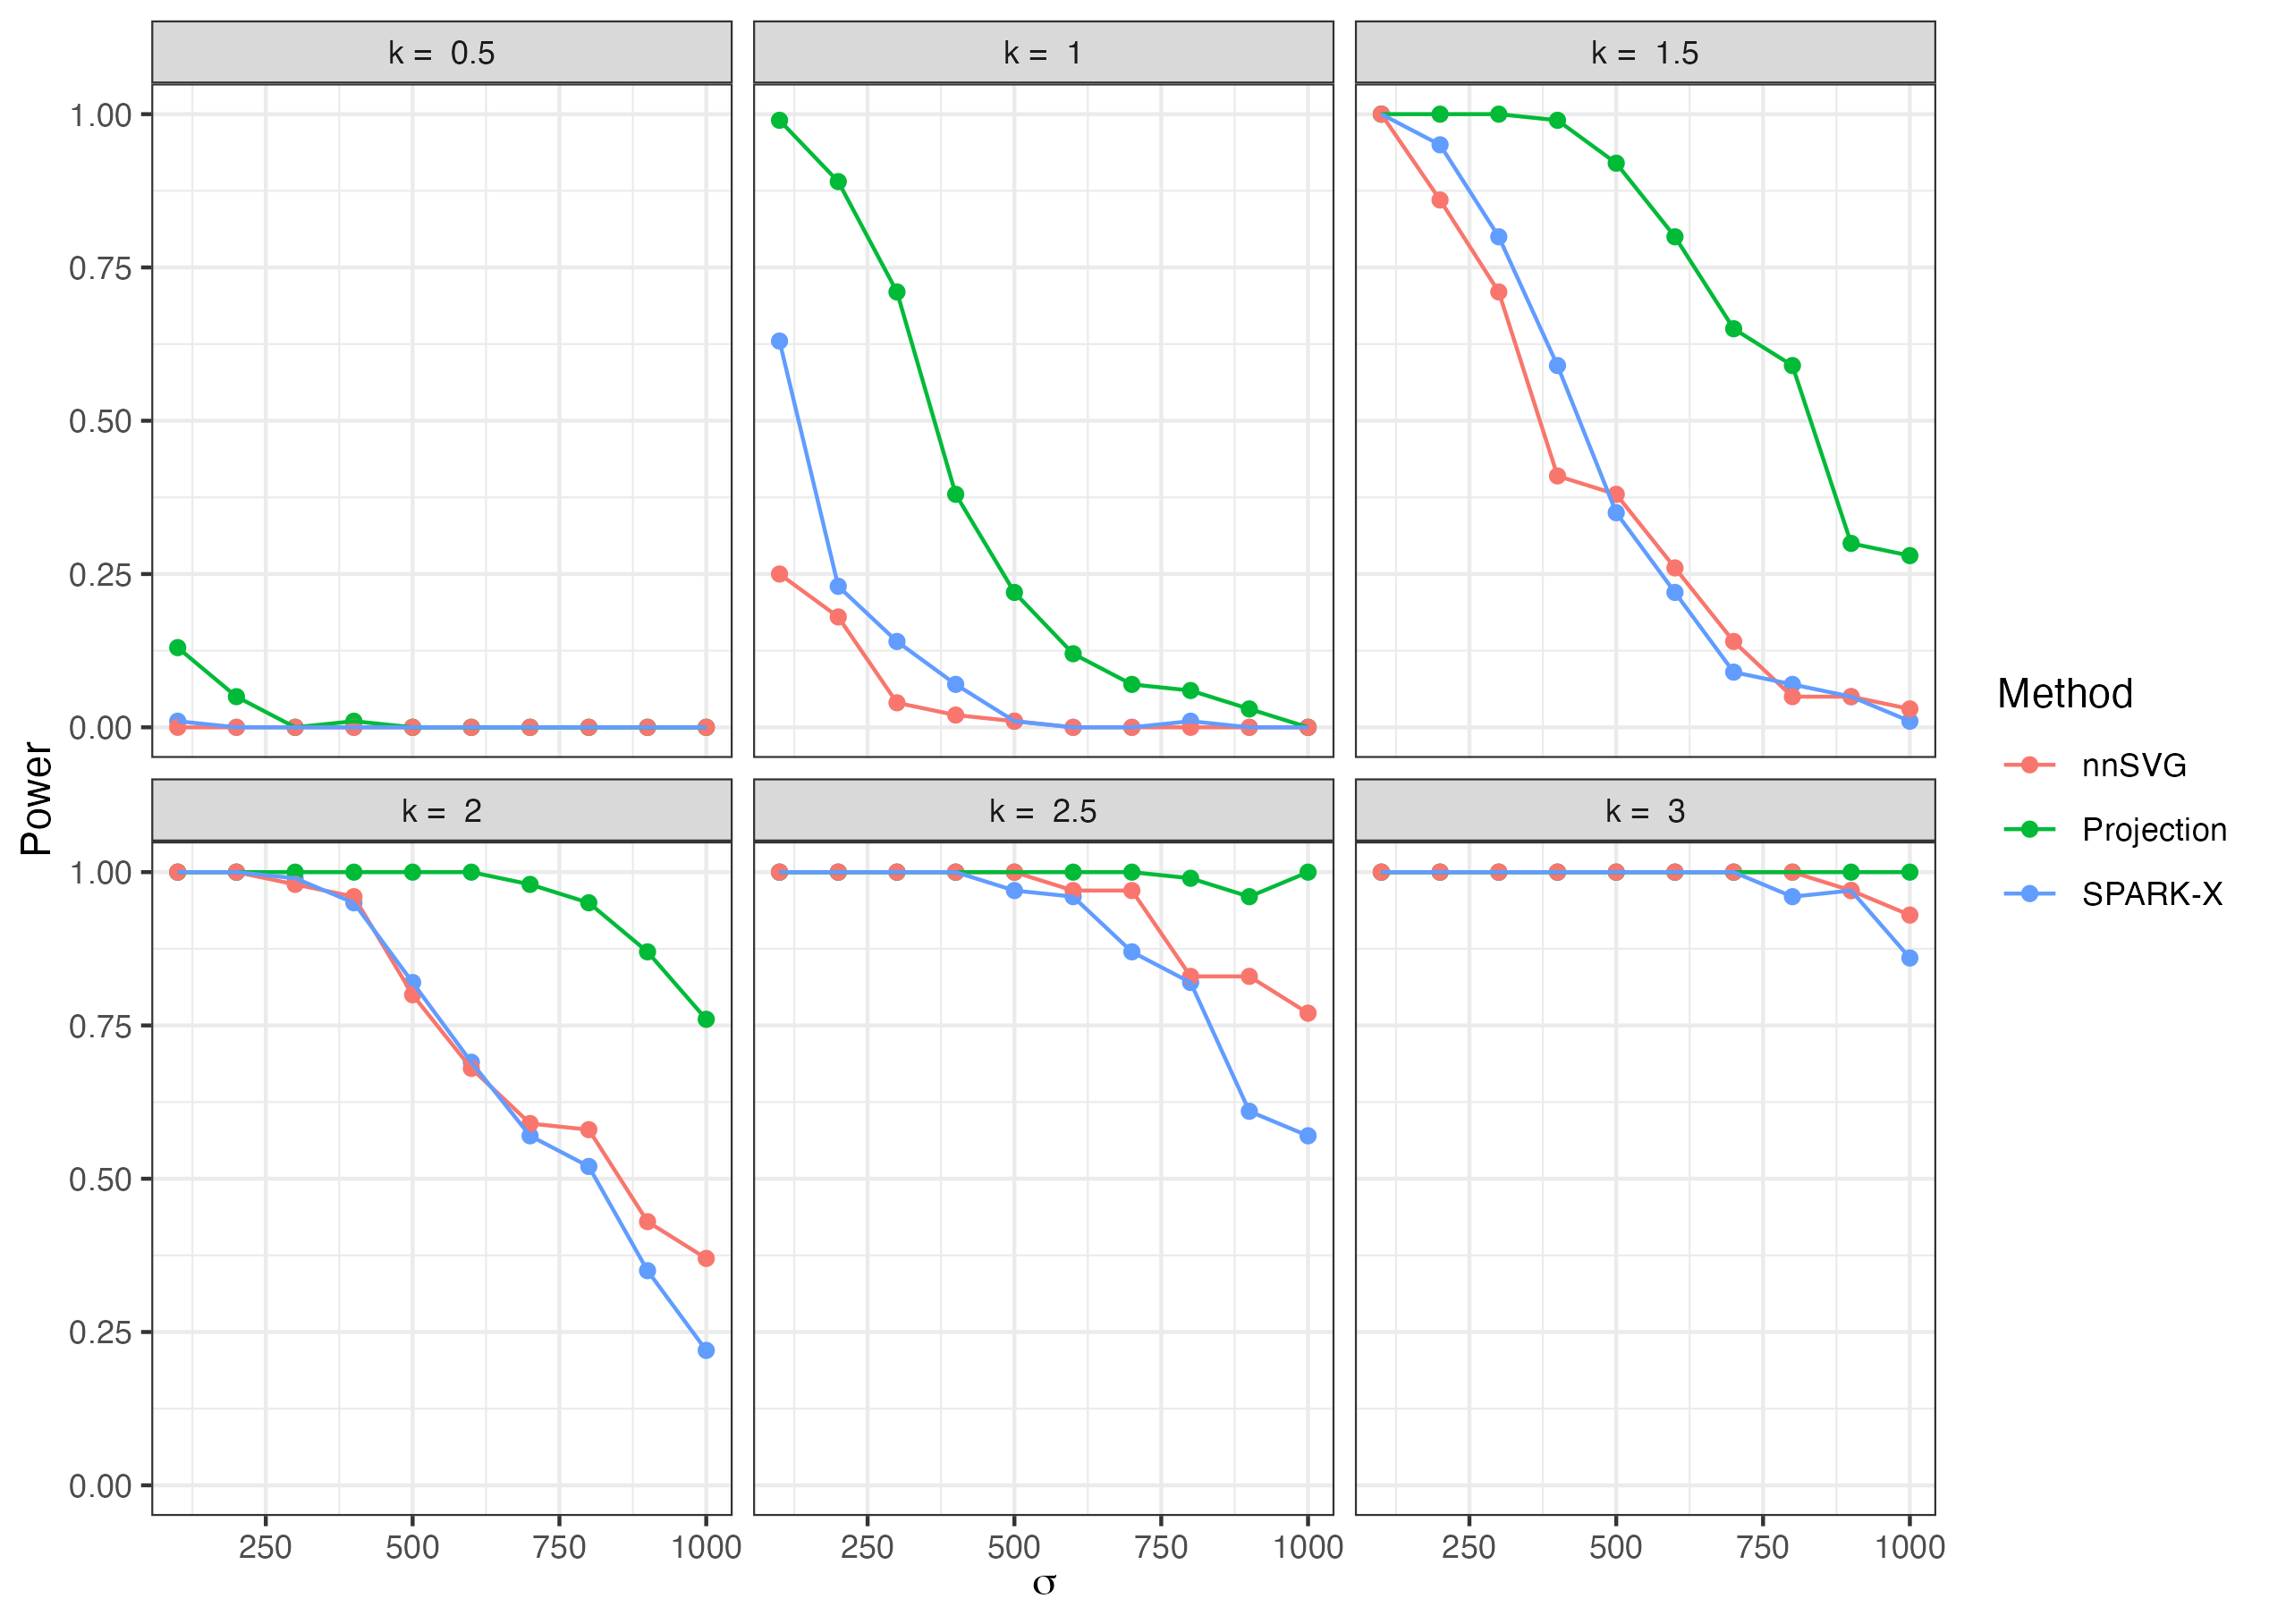 k = 0.5
k = 1
k = 1.5
1.00
0.75
0.50
0.25
0.00
k = 2
k = 2.5
k = 3
1.00
0.75
0.50
0.25
0.00
250 500 750 1000
250 500 750 1000
250 500 750 1000
σ
Power
Method
nnSVG
Projection
SPARK-X